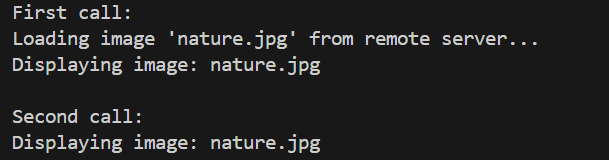 First call:
Loading image 'nature.jpg' from remote server...
Displaying image: nature.jpg
Second call:
Displaying image: nature.jpg